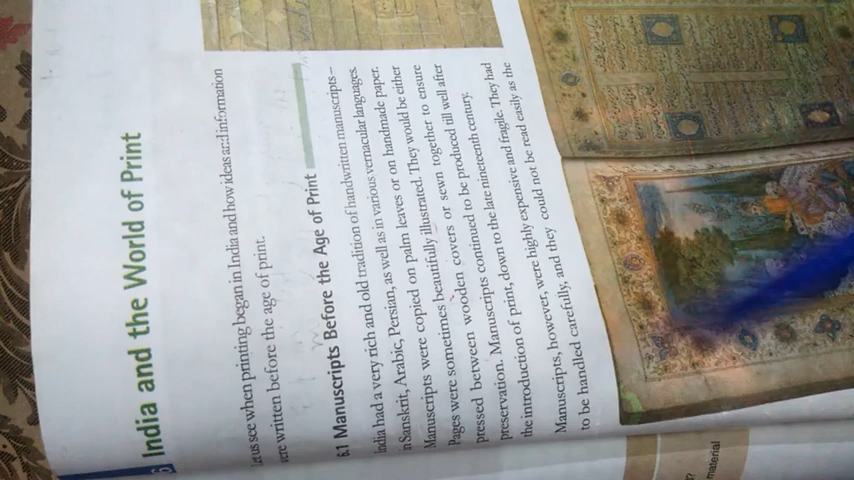 6 India and the World of Print
Let us see when printing began in India and how ideas and information
were written before the age of print.
6.1 Manuscripts Before the Age of Print
India had a very rich and old tradition of handwritten manuscripts –
in Sanskrit, Arabic, Persian, as well as in various vernacular languages.
Manuscripts were copied on palm leaves or on handmade paper.
Pages were sometimes beautifully illustrated. They would be either
pressed between wooden covers or sewn together to ensure
preservation. Manuscripts continued to be produced till well after
the introduction of print, down to the late nineteenth century.
Manuscripts, however, were highly expensive and fragile. They had
to be handled carefully, and they could not be read easily as the
material